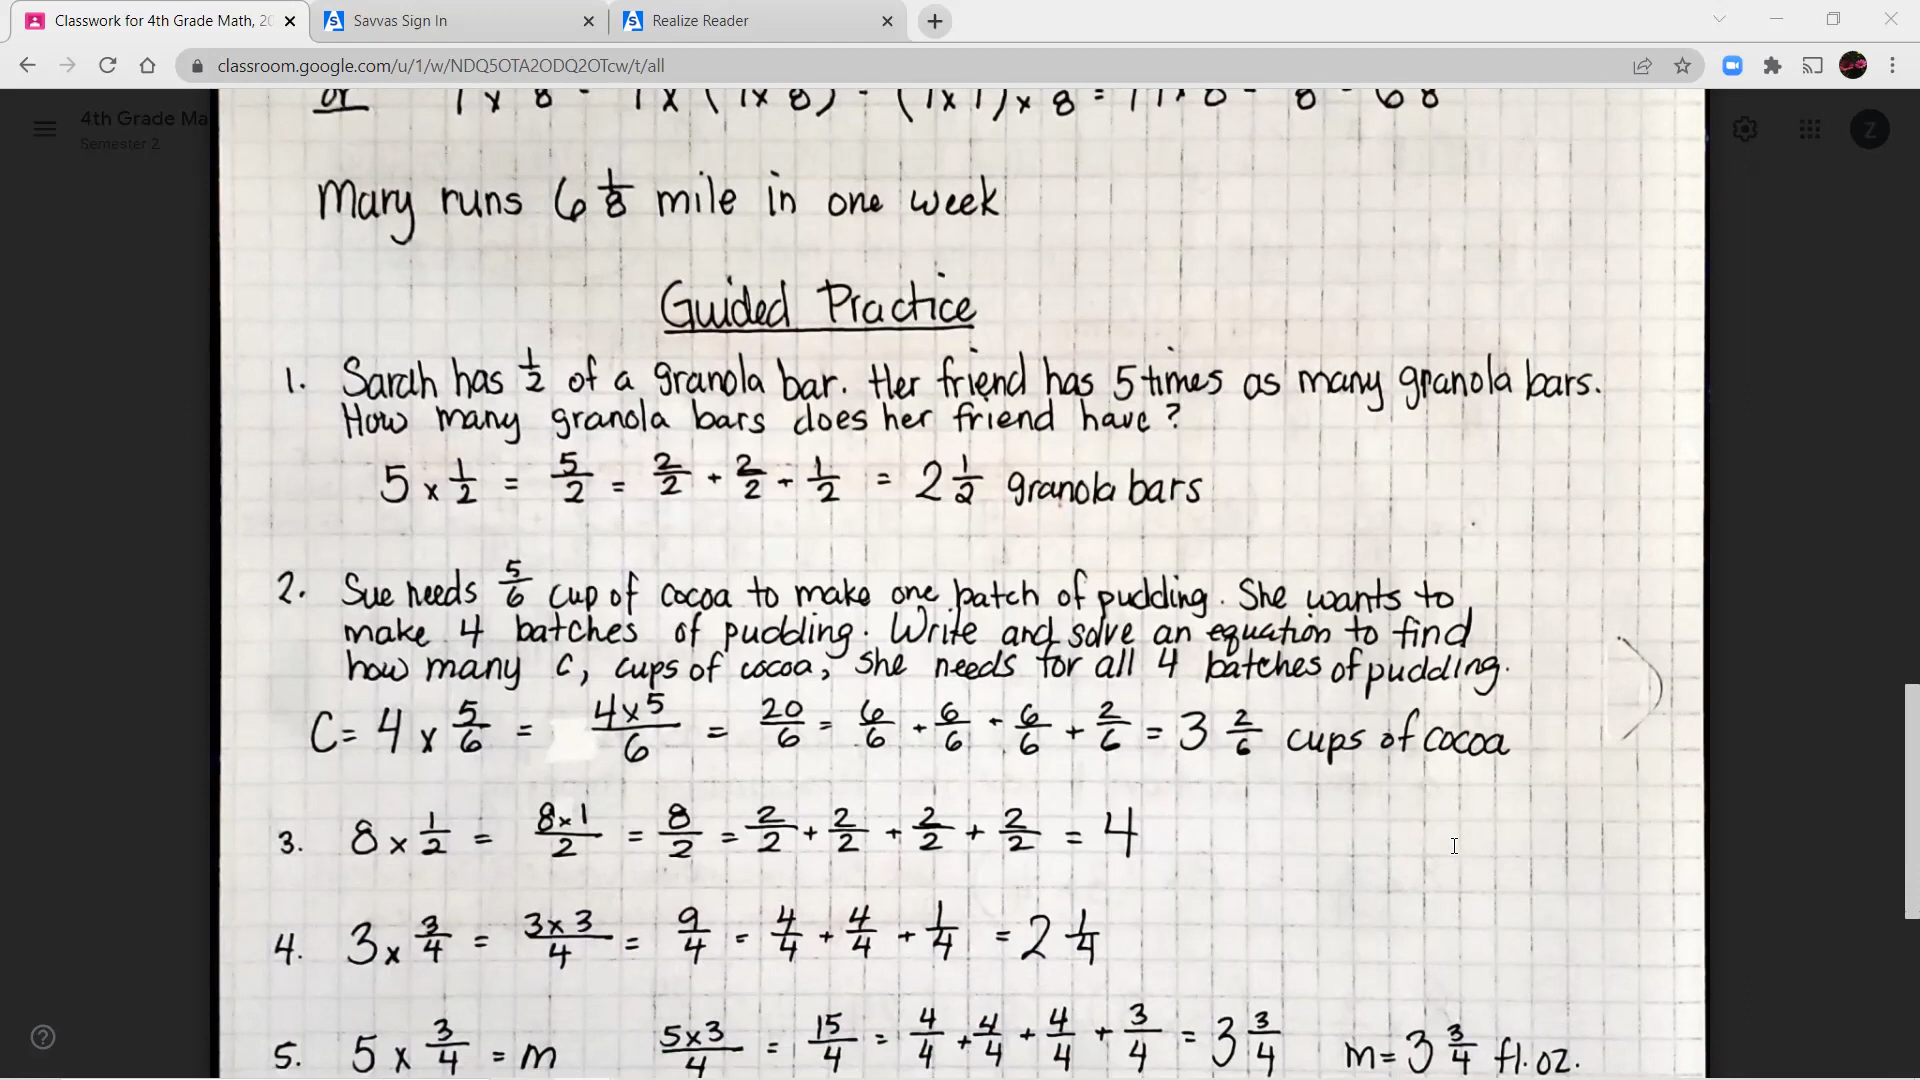 Classwork for 4th Grade Math, 20
Savvas Sign In
Realize Reader
classroom.google.com/u/1/w/NDQ5OTA2ODQ2OTcw/t/all
4th Grade Ma
Semester 2
Z
or
Mary runs 6 1/8 mile in one week
Guided Practice
1. Sarah has 1/2 of a granola bar. Her friend has 5 times as many granola bars.
How many granola bars does her friend have?
5 x 1/2 = 5/2 = 2/2 + 2/2 + 1/2 = 2 1/2 granola bars
2. Sue needs 5/6 cup of cocoa to make one batch of pudding. She wants to
make 4 batches of pudding. Write and solve an equation to find
how many c, cups of cocoa, she needs for all 4 batches of pudding.
C = 4 x 5/6 = 4x5/6 = 20/6 = 6/6 + 6/6 + 6/6 + 2/6 = 3 2/6 cups of cocoa
3. 8 x 1/2 = 8x1/2 = 8/2 = 2/2 + 2/2 + 2/2 + 2/2 = 4
4. 3 x 3/4 = 3x3/4 = 9/4 = 4/4 + 4/4 + 1/4 = 2 1/4
5. 5 x 3/4 = m 5x3/4 = 15/4 = 4/4 + 4/4 + 4/4 + 3/4 = 3 3/4 m = 3 3/4 fl. oz.